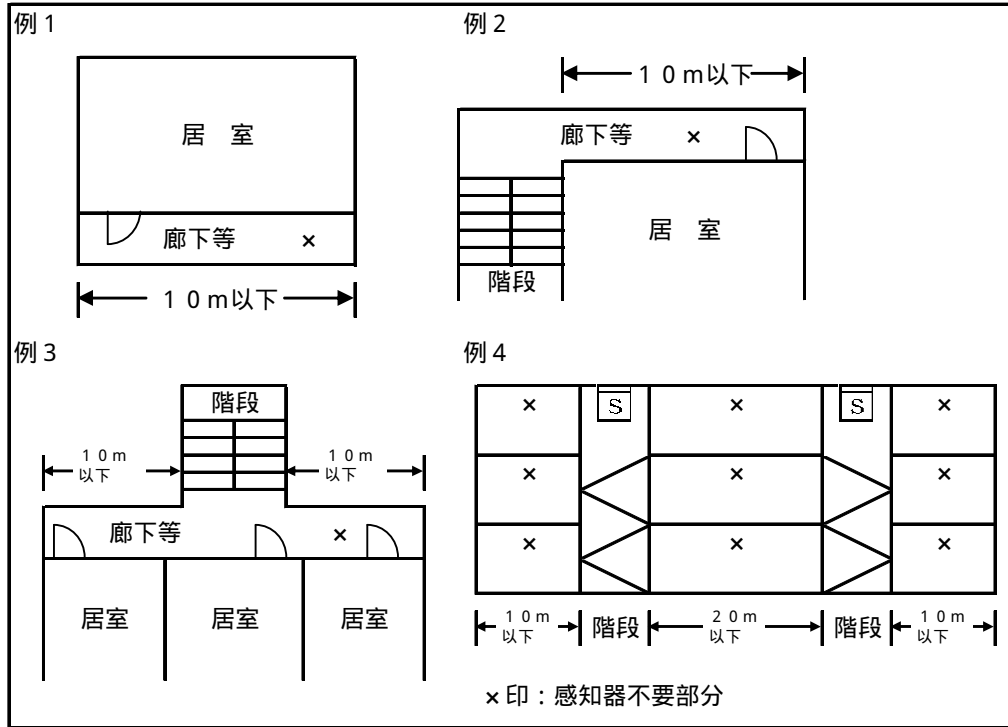 例1
居 室
廊下等 ×
10m以下
例2
10m以下
廊下等 ×
居 室
階段
例3
階段
10m
以下
10m
以下
廊下等 ×
居室 居室 居室
例4
× S × S ×
× × ×
× × ×
10m
以下
階段
20m
以下
階段
10m
以下
×印:感知器不要部分